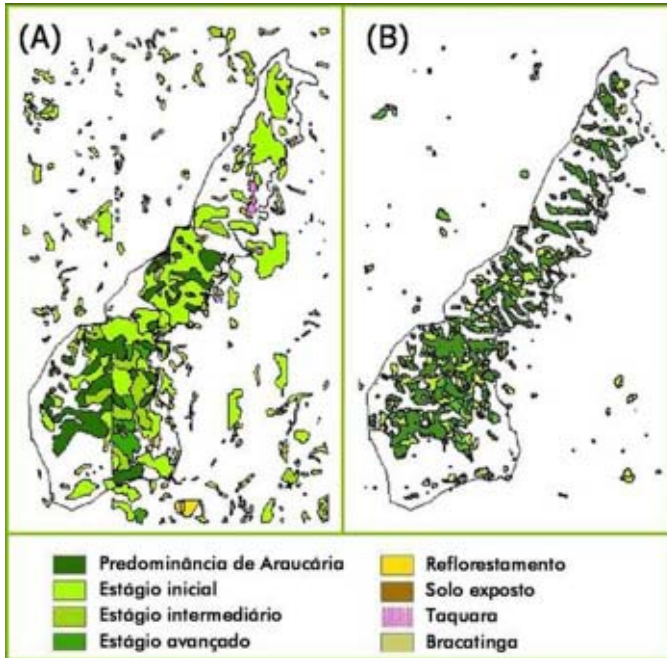 (A)
(B)
Predominância de Araucária
Estágio inicial
Estágio intermediário
Estágio avançado
Reflorestamento
Solo exposto
Taquara
Bracatinga